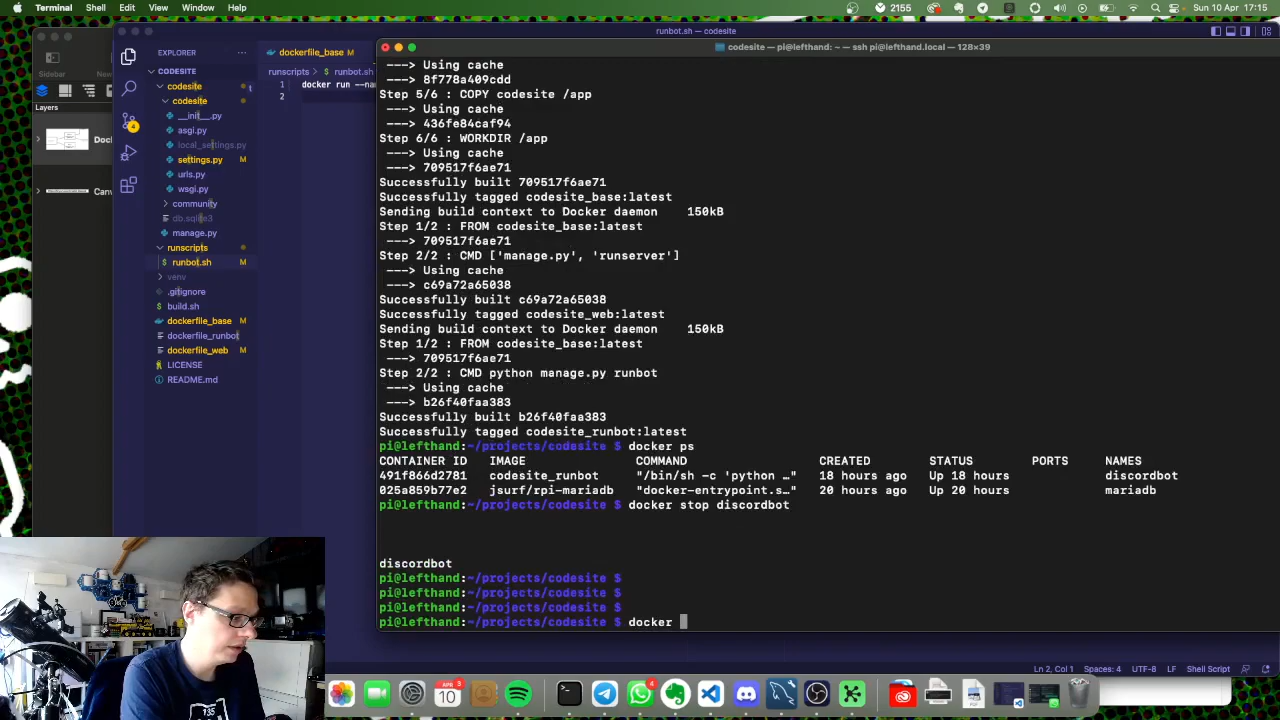 Terminal Shell Edit View Window Help
2155
Sun 10 Apr 17:15
runbot.sh — codesite
EXPLORER
dockerfile_base M
codesite — pi@lefthand: ~ — ssh pi@lefthand.local — 128×39
Sidebar
New
CODESITE
runscripts > $ runbot.sh
1 docker run --na
2
Layers
Doc
Canv
codesite
codesite
__init__.py
asgi.py
local_settings.py
settings.py M
urls.py
wsgi.py
community
db.sqlite3
manage.py
runscripts
$ runbot.sh M
venv
.gitignore
$ build.sh
dockerfile_base M
dockerfile_runbot
dockerfile_web M
LICENSE
README.md
---> Using cache
---> 8f778a409cdd
Step 5/6 : COPY codesite /app
---> Using cache
---> 436fe84caf94
Step 6/6 : WORKDIR /app
---> Using cache
---> 709517f6ae71
Successfully built 709517f6ae71
Successfully tagged codesite_base:latest
Sending build context to Docker daemon 150kB
Step 1/2 : FROM codesite_base:latest
---> 709517f6ae71
Step 2/2 : CMD ['manage.py', 'runserver']
---> Using cache
---> c69a72a65038
Successfully built c69a72a65038
Successfully tagged codesite_web:latest
Sending build context to Docker daemon 150kB
Step 1/2 : FROM codesite_base:latest
---> 709517f6ae71
Step 2/2 : CMD python manage.py runbot
---> Using cache
---> b26f40faa383
Successfully built b26f40faa383
Successfully tagged codesite_runbot:latest
pi@lefthand:~/projects/codesite $ docker ps
CONTAINER ID IMAGE COMMAND CREATED STATUS PORTS NAMES
491f866d2781 codesite_runbot "/bin/sh -c 'python …" 18 hours ago Up 18 hours discordbot
025a859b77e2 jsurf/rpi-mariadb "docker-entrypoint.s…" 20 hours ago Up 20 hours mariadb
pi@lefthand:~/projects/codesite $ docker stop discordbot
discordbot
pi@lefthand:~/projects/codesite $
pi@lefthand:~/projects/codesite $
pi@lefthand:~/projects/codesite $
pi@lefthand:~/projects/codesite $ docker
Ln 2, Col 1 Spaces: 4 UTF-8 LF Shell Script